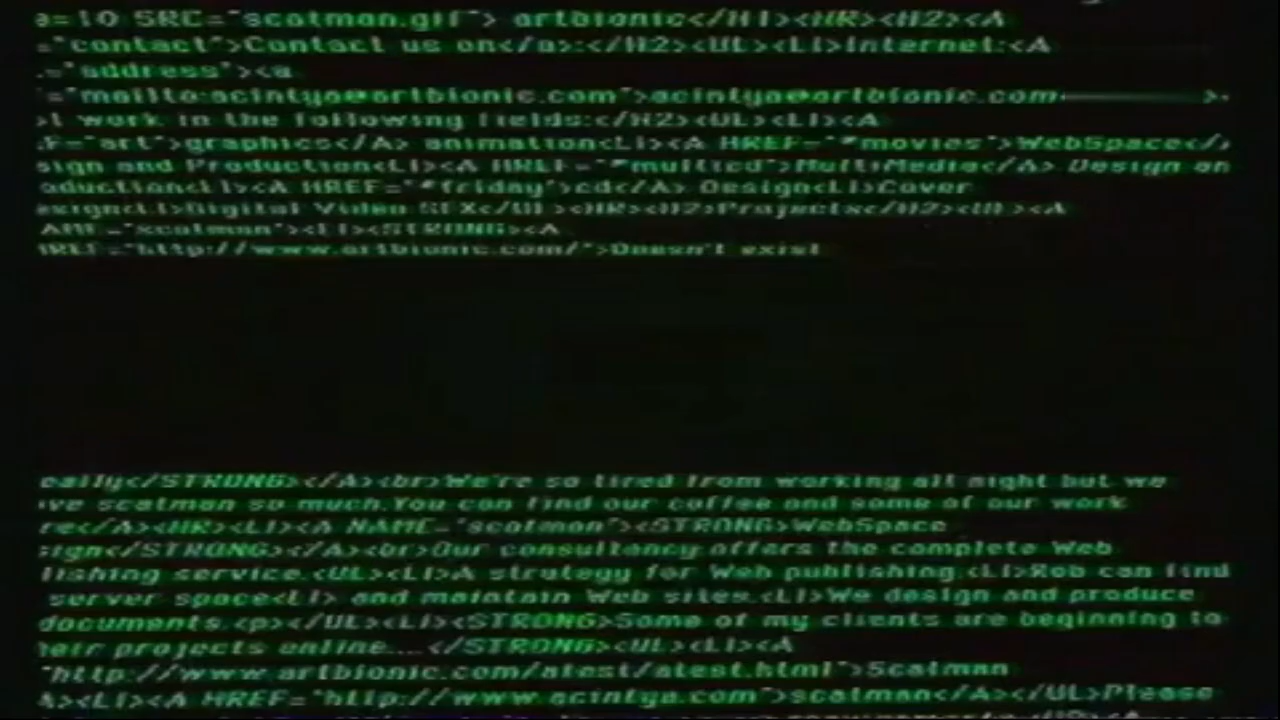 a=10 SRC="scatman.gif"> artbionic</H1><HR><H2><A
="contact">Contact us on</a>:</H2><UL><LI>Internet:<A
="address"><a
="mailto:acintya@artbionic.com">acintya@artbionic.com >
>I work in the following fields:</H2><UL><LI><A
F="art">graphics</A> animation<LI><A HREF="*movies">WebSpace</
sign and Production<LI><A HREF="*multied">MultiMedia</A> Design an
oduction<LI><A HREF="*friday">cd</A> Design<LI>Cover
esign<LI>Digital Video SFX</UL><HR><H2>Projects</H2><UL><A
AME="scatman"><LI><STRONG><A
HREF="http://www.artbionic.com/">Doesn't exist
eally</STRONG></A><br>We're so tired from working all night but we
ve scatman so much.You can find our coffee and some of our work
re</A><HR><LI><A NAME="scatman"><STRONG>WebSpace
sign</STRONG></A><br>Our consultancy offers the complete Web
lishing service.<UL><LI>A strategy for Web publishing.<LI>Rob can find
server space<LI> and maintain Web sites.<LI>We design and produce
documents.<p></UL><LI><STRONG>Some of my clients are beginning to
heir projects online....</STRONG><UL><LI><A
"http://www.artbionic.com/atest/atest.html">Scatman
A><LI><A HREF="http://www.acintya.com">scatman</A></UL>Please